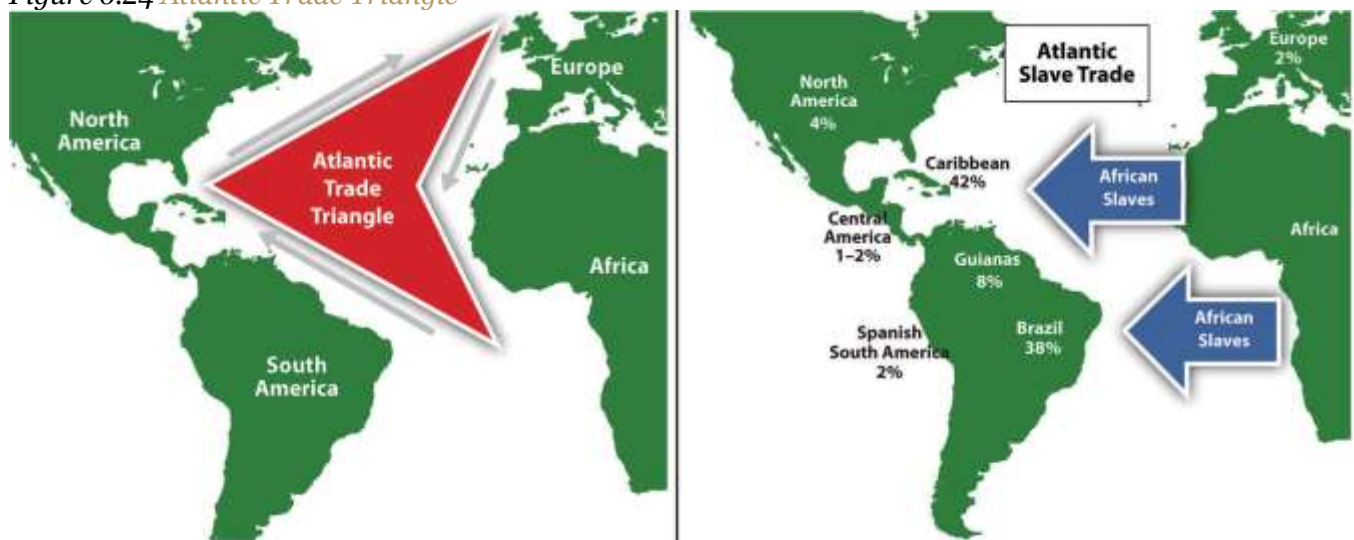 Figure 6.24 Atlantic Trade Triangle
North
America
Europe
Atlantic
Trade
Triangle
Africa
South
America
Atlantic
Slave Trade
Europe
2%
North
America
4%
Caribbean
42%
African
Slaves
Central
America
1–2%
Africa
Guianas
8%
African
Slaves
Brazil
38%
Spanish
South America
2%